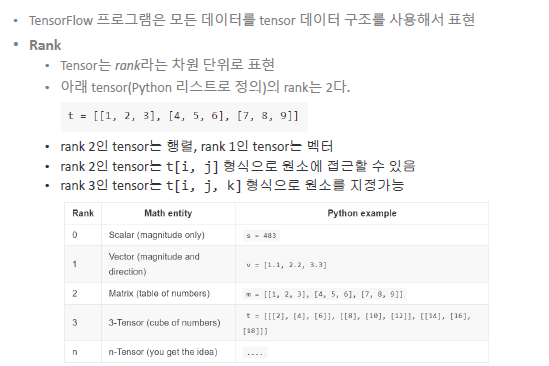 • TensorFlow 프로그램은 모든 데이터를 tensor 데이터 구조를 사용해서 표현
• Rank
• Tensor는 rank라는 차원 단위로 표현
• 아래 tensor(Python 리스트로 정의)의 rank는 2다.
t = [[1, 2, 3], [4, 5, 6], [7, 8, 9]]
• rank 2인 tensor는 행렬, rank 1인 tensor는 벡터
• rank 2인 tensor는 t[i, j] 형식으로 원소에 접근할 수 있음
• rank 3인 tensor는 t[i, j, k] 형식으로 원소를 지정가능
Rank Math entity Python example
0 Scalar (magnitude only) s = 483
1 Vector (magnitude and direction) v = [1.1, 2.2, 3.3]
2 Matrix (table of numbers) m = [[1, 2, 3], [4, 5, 6], [7, 8, 9]]
3 3-Tensor (cube of numbers) t = [[[2], [4], [6]], [[8], [10], [12]], [[14], [16], [18]]]
n n-Tensor (you get the idea) ....